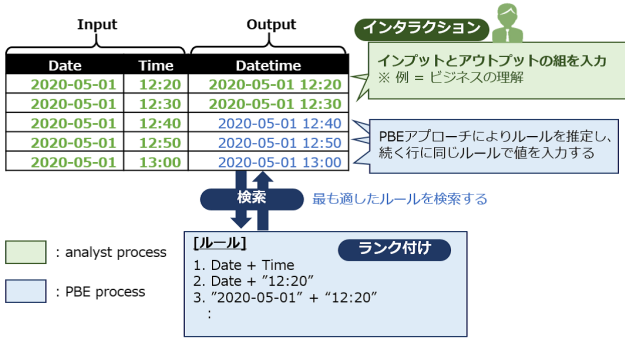 Input Output
インタラクション
Date Time Datetime
2020-05-01 12:20 2020-05-01 12:20
2020-05-01 12:30 2020-05-01 12:30
2020-05-01 12:40 2020-05-01 12:40
2020-05-01 12:50 2020-05-01 12:50
2020-05-01 13:00 2020-05-01 13:00
インプットとアウトプットの組を入力
※ 例 = ビジネスの理解
PBEアプローチによりルールを推定し、
続く行に同じルールで値を入力する
検索
最も適したルールを検索する
[ルール]
ランク付け
1. Date + Time
2. Date + ”12:20”
3. ”2020-05-01” + “12:20”
:
: analyst process
: PBE process